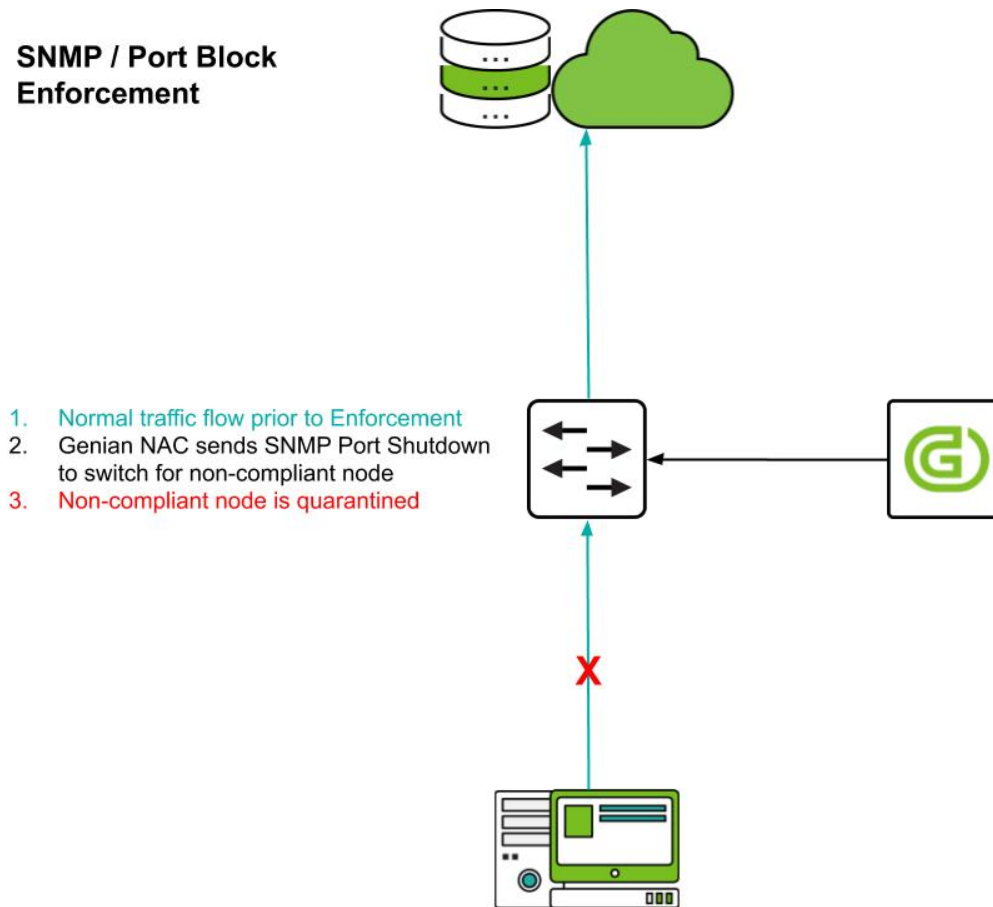 SNMP / Port Block
Enforcement
1. Normal traffic flow prior to Enforcement
2. Genian NAC sends SNMP Port Shutdown
to switch for non-compliant node
3. Non-compliant node is quarantined
G
X